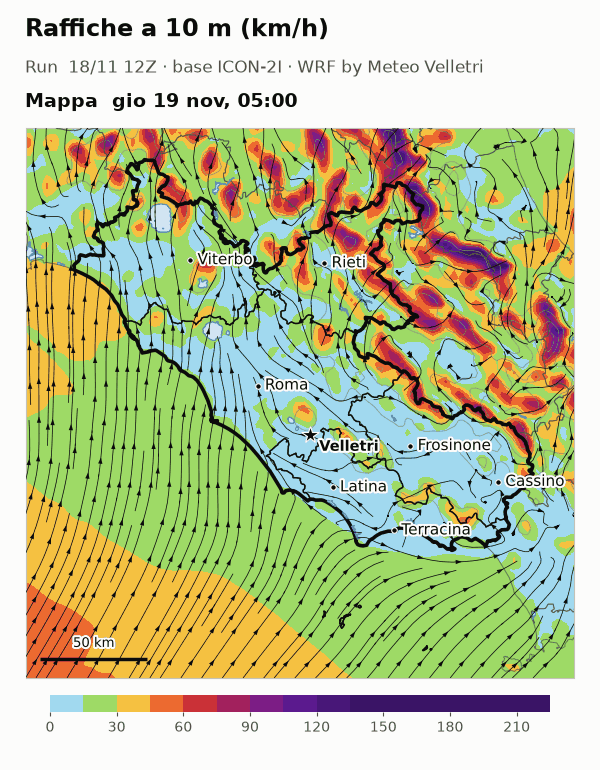 Raffiche a 10 m (km/h)
Run  18/11 12Z · base ICON-2I · WRF by Meteo Velletri
Mappa  gio 19 nov, 05:00
Viterbo
Rieti
Roma
Velletri
Frosinone
Latina
Cassino
Terracina
50 km
0 30 60 90 120 150 180 210